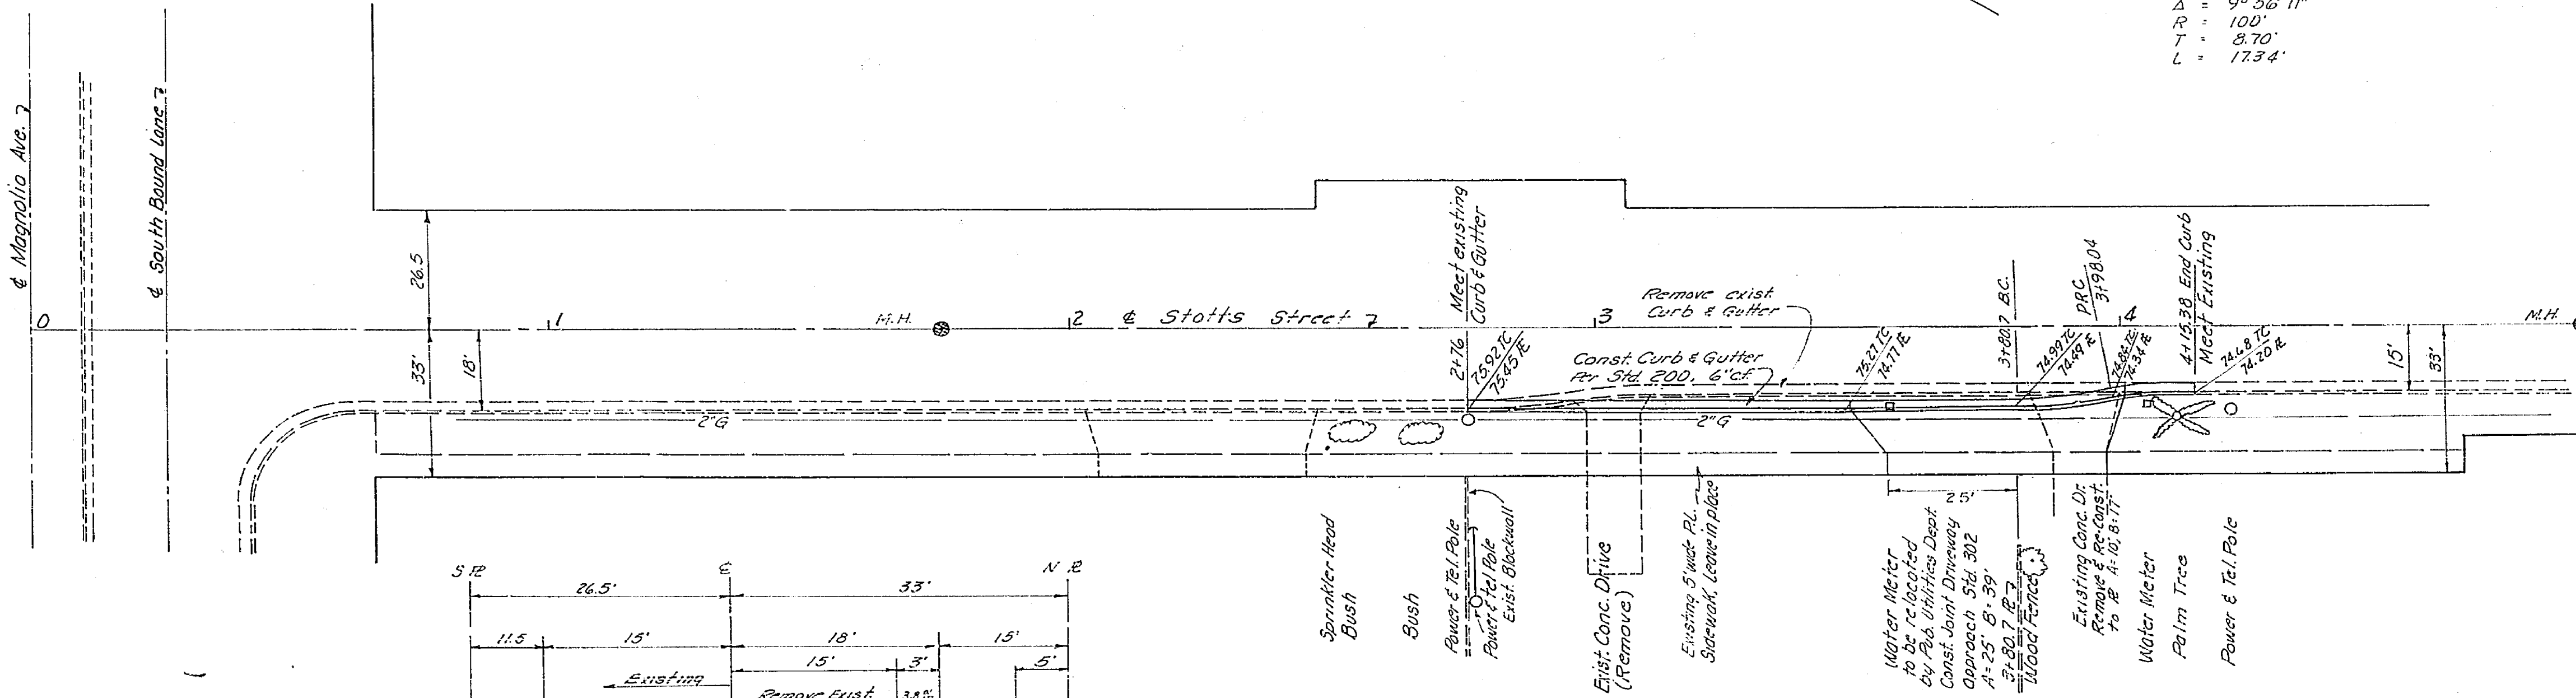 Δ = 9° 56' 11"
R = 100'
T = 8.70'
L = 17.34'
℄ Magnolia Ave.
℄ South Bound Lane
26.5
33'
18'
0
1
M.H.
2
℄ Stotts Street
3
4
M.H.
2+76 Meet existing
Curb & Gutter
75.92 TC
75.45 FL
Remove exist.
Curb & Gutter
Const. Curb & Gutter
Per Std. 200, 6" cf.
75.27 TC
74.77 FL
3+80.7 B.C.
74.99 TC
74.49 FL
PRC
3+98.04
74.84 TC
74.34 FL
4+15.38 End Curb
Meet Existing
74.68 TC
74.20 FL
15'
33'
2"G
2"G
25'
Sprinkler Head
Bush
Bush
Power & Tel. Pole
Power & Tel Pole
Exist. Blockwall
Exist. Conc. Drive
(Remove)
Existing 5' wide P.L.
Sidewalk, leave in place
Water Meter
to be relocated
by Pub. Utilities Dept.
Const. Joint Driveway
approach Std. 302
A=25' B=39'
3+80.7 PL
Wood Fence
Existing Conc. Dr.
Remove & Re-Const.
to PL A=10', B=17'
Water Meter
Palm Tree
Power & Tel. Pole
S PL
℄
N PL
26.5'
33'
11.5
15'
18'
15'
15'
3'
5'
Existing
Remove Exist.
3.8%